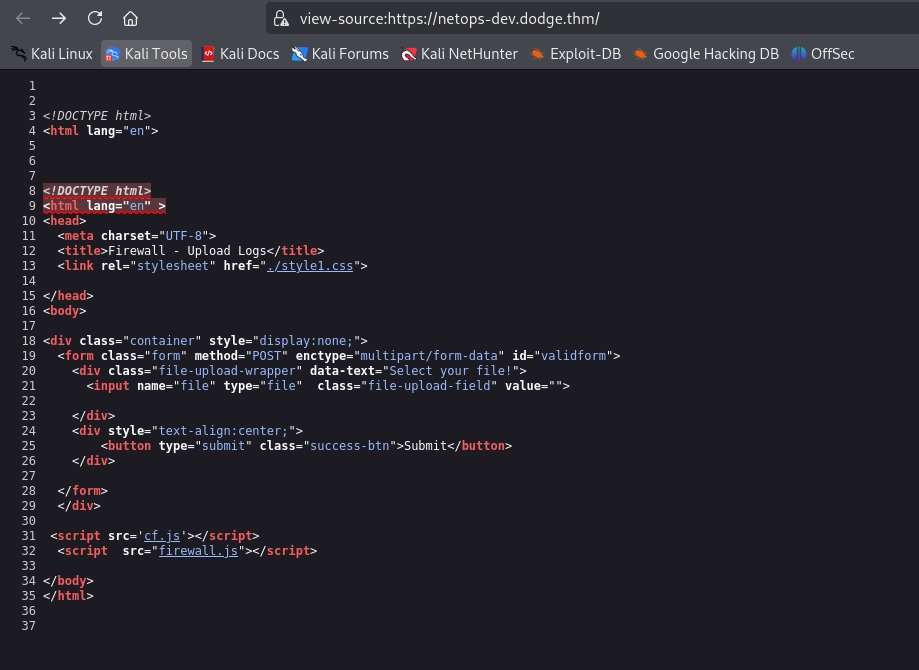 view-source:https://netops-dev.dodge.thm/
Kali Linux Kali Tools Kali Docs Kali Forums Kali NetHunter Exploit-DB Google Hacking DB OffSec
1
2
3 <!DOCTYPE html>
4 <html lang="en">
5
6
7
8 <!DOCTYPE html>
9 <html lang="en" >
10 <head>
11   <meta charset="UTF-8">
12   <title>Firewall - Upload Logs</title>
13   <link rel="stylesheet" href="./style1.css">
14
15 </head>
16 <body>
17
18 <div class="container" style="display:none;">
19   <form class="form" method="POST" enctype="multipart/form-data" id="validform">
20     <div class="file-upload-wrapper" data-text="Select your file!">
21       <input name="file" type="file"  class="file-upload-field" value="">
22
23     </div>
24     <div style="text-align:center;">
25         <button type="submit" class="success-btn">Submit</button>
26     </div>
27
28   </form>
29   </div>
30
31  <script src='cf.js'></script>
32   <script  src="firewall.js"></script>
33
34 </body>
35 </html>
36
37